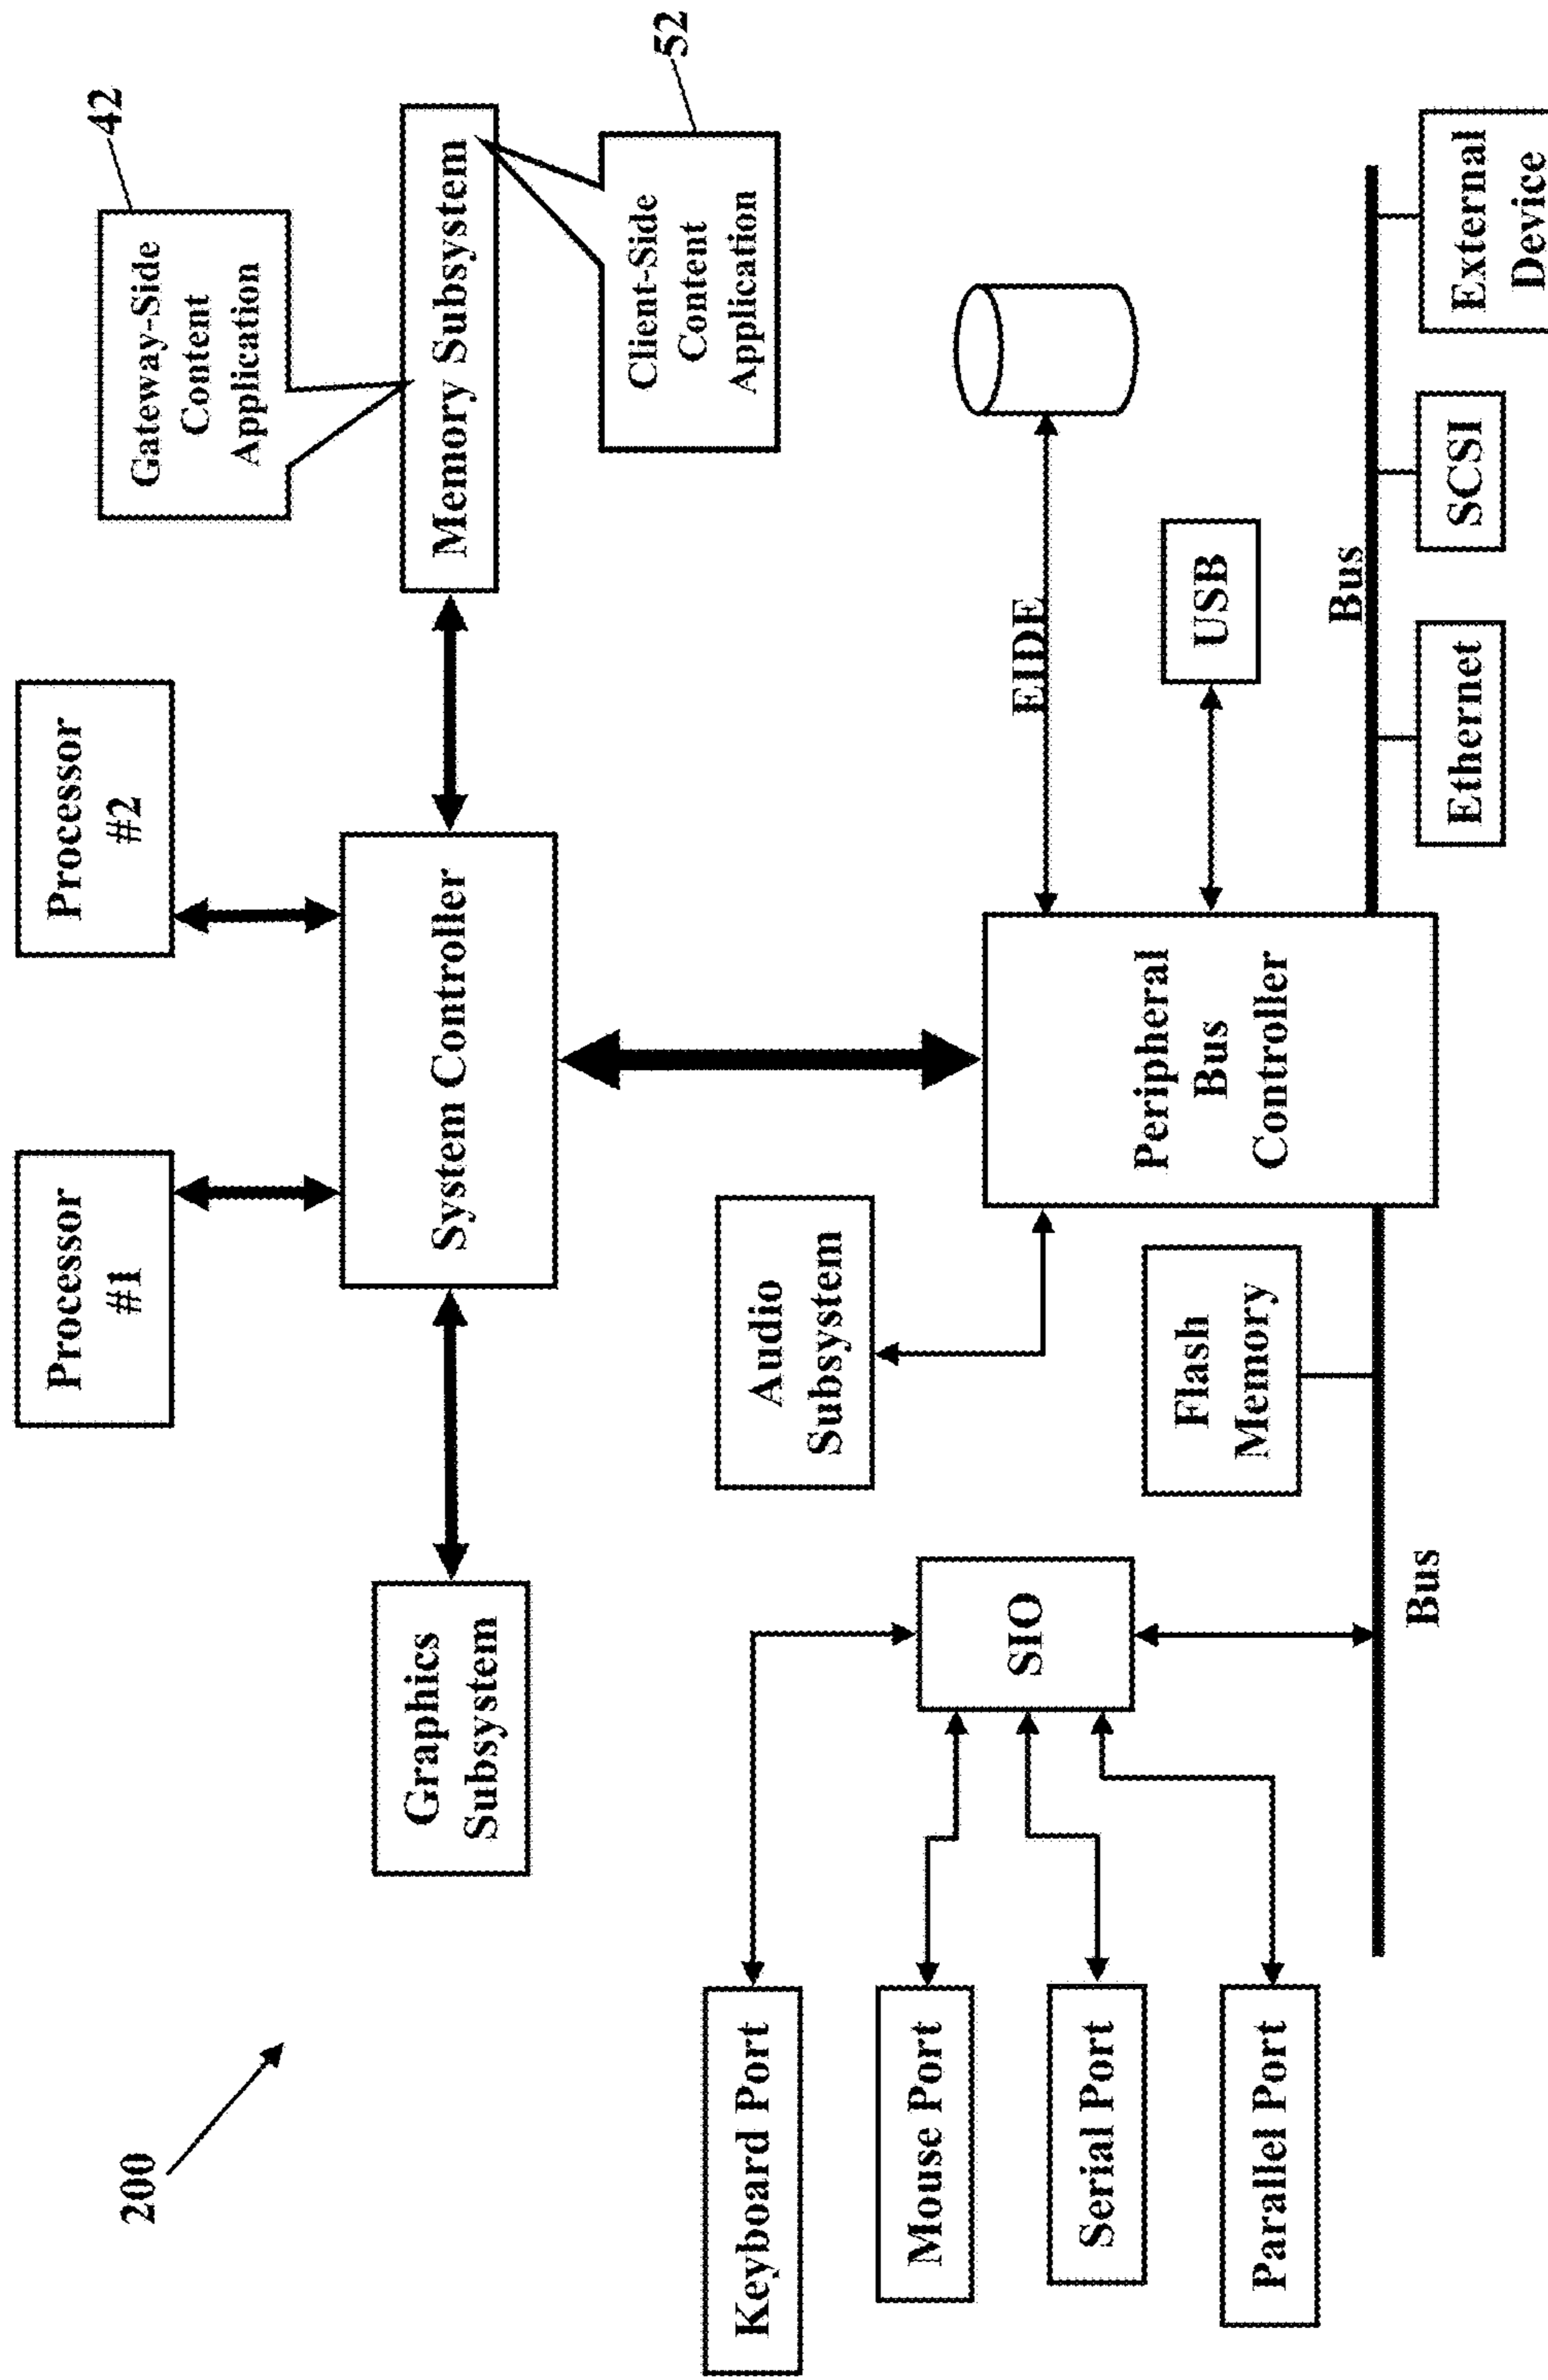 200
Processor
#1
Processor
#2
42
Gateway-Side
Content
Application
Graphics
Subsystem
System Controller
Memory Subsystem
52
Client-Side
Content
Application
Keyboard Port
Mouse Port
Serial Port
Parallel Port
SIO
Audio
Subsystem
Flash
Memory
Bus
Peripheral
Bus
Controller
EIDE
USB
Bus
Ethernet
SCSI
External
Device